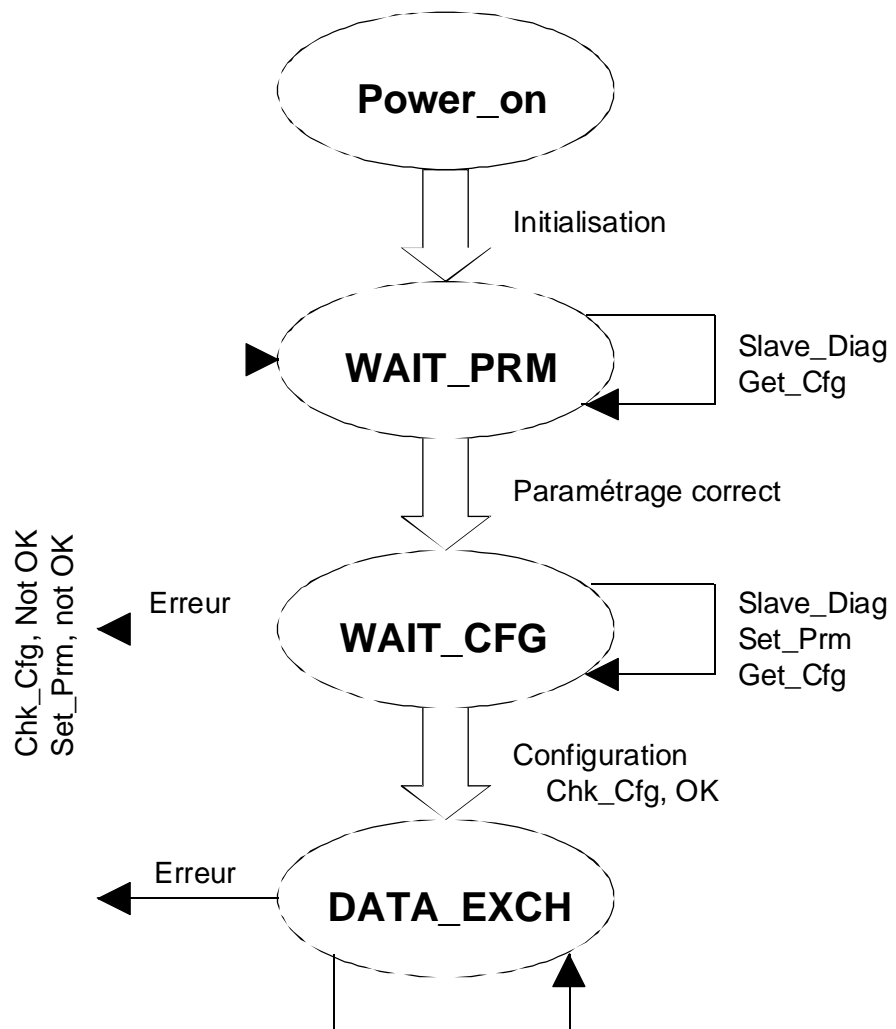 Power_on
Initialisation
WAIT_PRM
Slave_Diag
Get_Cfg
Paramétrage correct
Chk_Cfg, Not OK
Set_Prm, not OK
Erreur
WAIT_CFG
Slave_Diag
Set_Prm
Get_Cfg
Configuration
Chk_Cfg, OK
Erreur
DATA_EXCH